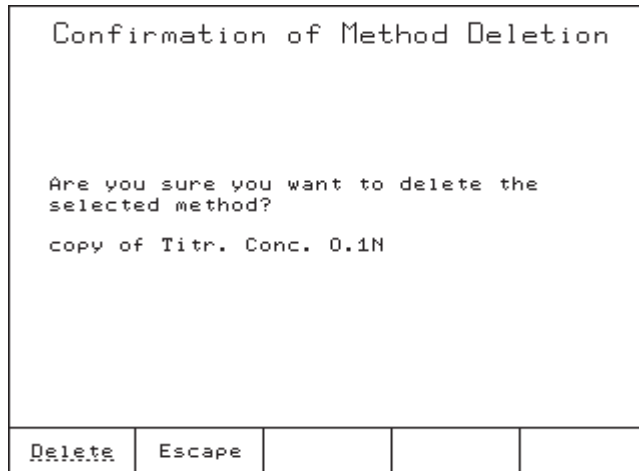 Confirmation of Method Deletion
Are you sure you want to delete the
selected method?
copy of Titr. Conc. 0.1N
Delete
Escape